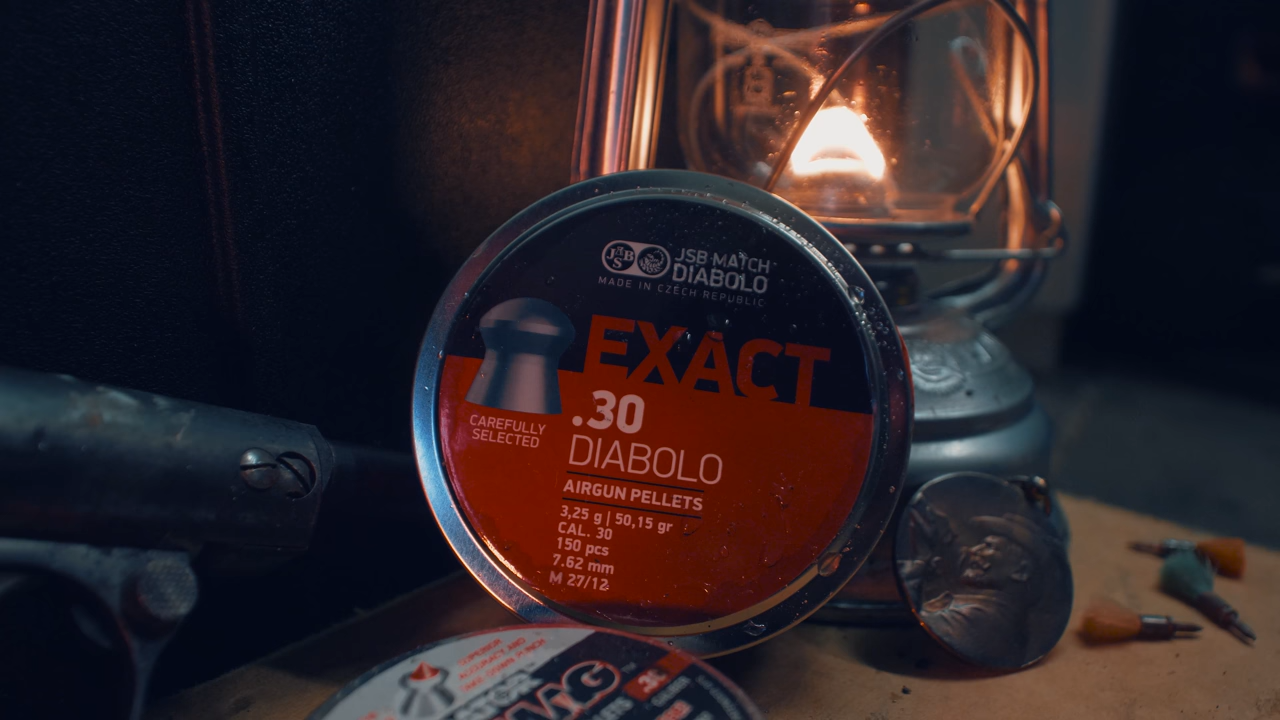 JSB MATCH
DIABOLO
MADE IN CZECH REPUBLIC
EXACT
.30
DIABOLO
CAREFULLY
SELECTED
AIRGUN PELLETS
3,25 g | 50,15 gr
CAL. 30
150 pcs
7.62 mm
M 27/12